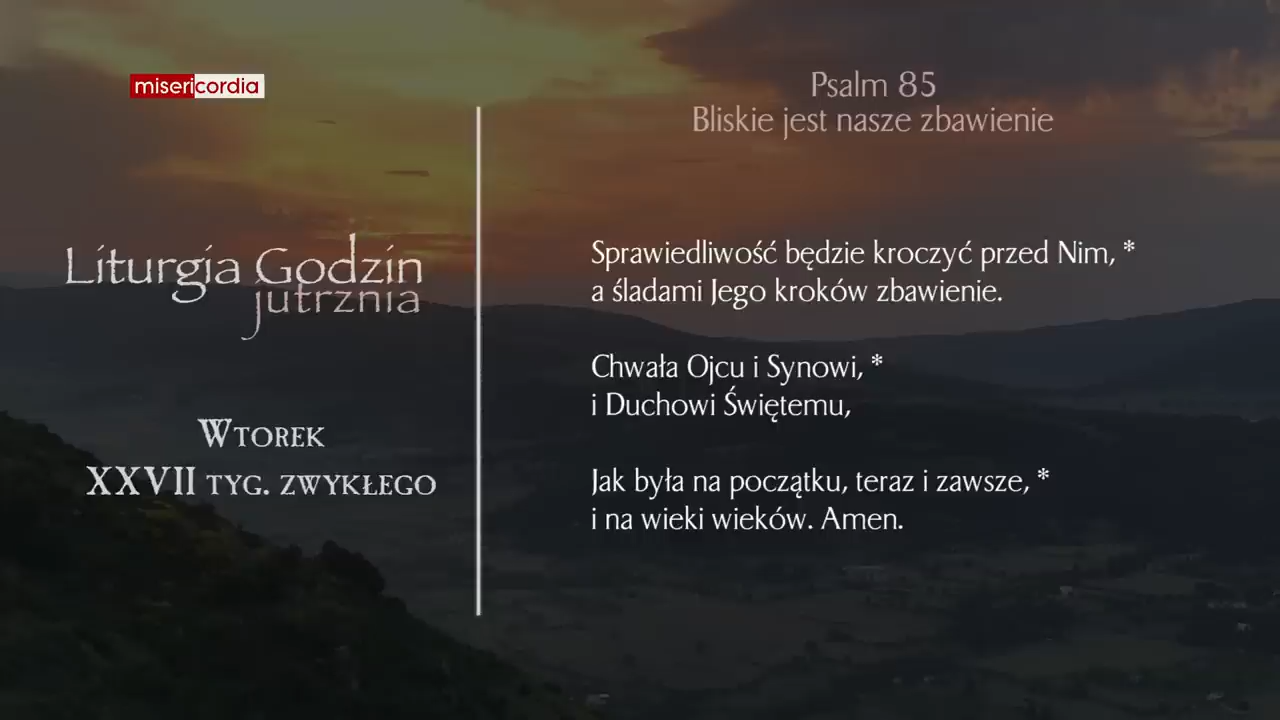 misericordia
Liturgia Godzin
jutrznia
Wtorek
XXVII tyg. zwykłego
Psalm 85
Bliskie jest nasze zbawienie
Sprawiedliwość będzie kroczyć przed Nim, *
a śladami Jego kroków zbawienie.
Chwała Ojcu i Synowi, *
i Duchowi Świętemu,
Jak była na początku, teraz i zawsze, *
i na wieki wieków. Amen.